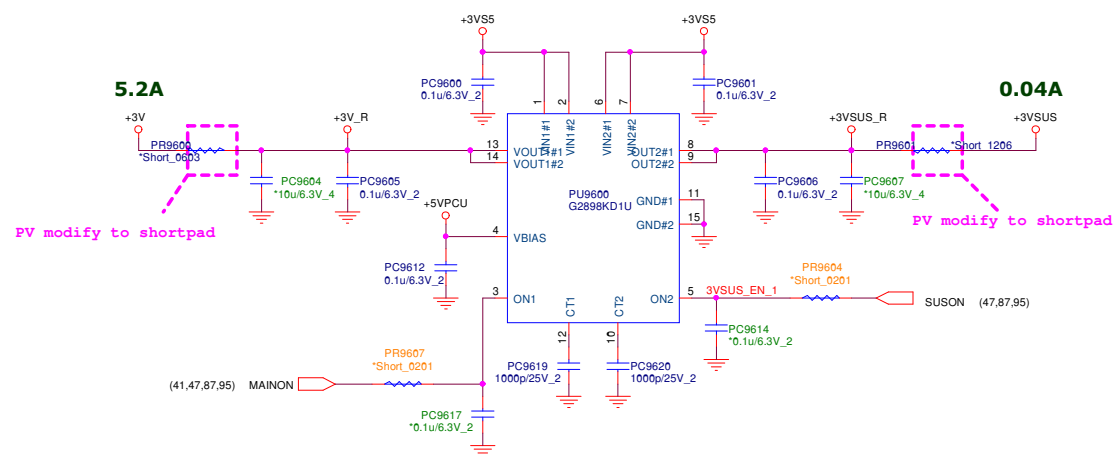 +3VS5
+3VS5
PC9600
0.1u/6.3V_2
PC9601
0.1u/6.3V_2
5.2A
0.04A
1
2
6
7
VIN1#1
VIN1#2
VIN2#1
VIN2#2
+3V
+3V_R
+3VSUS_R
+3VSUS
PR9600
*Short_0603
PR9601
*Short_1206
13
14
VOUT1#1
VOUT1#2
8
9
OUT2#1
OUT2#2
PC9604
*10u/6.3V_4
PC9605
0.1u/6.3V_2
PC9606
0.1u/6.3V_2
PC9607
*10u/6.3V_4
PU9600
G2898KD1U
11
GND#1
15
GND#2
PV modify to shortpad
PV modify to shortpad
+5VPCU
4
VBIAS
PC9612
0.1u/6.3V_2
3
ON1
5
ON2
3VSUS_EN_1
PR9604
*Short_0201
SUSON
(47,87,95)
CT1
CT2
12
10
PC9614
*0.1u/6.3V_2
PR9607
*Short_0201
PC9619
1000p/25V_2
PC9620
1000p/25V_2
(41,47,87,95)
MAINON
PC9617
*0.1u/6.3V_2